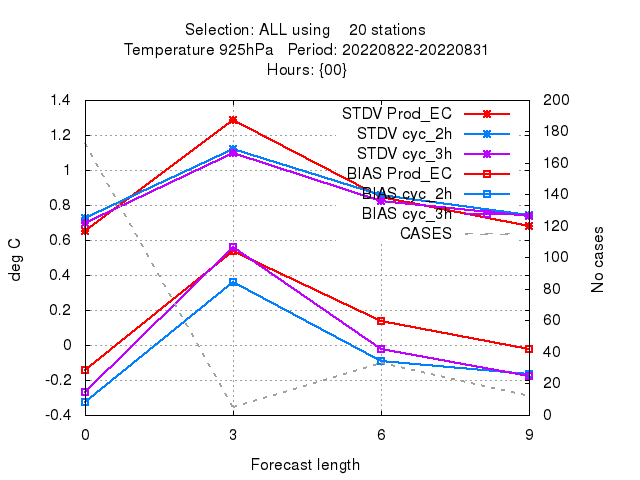 Selection: ALL using 20 stations
Temperature 925hPa Period: 20220822-20220831
Hours: {00}
1.4
1.2
1
0.8
0.6
0.4
0.2
0
-0.2
-0.4
deg C
STDV Prod_EC
STDV cyc_2h
STDV cyc_3h
BIAS Prod_EC
BIAS cyc_2h
BIAS cyc_3h
CASES
200
180
160
140
120
100
80
60
40
20
0
No cases
0 3 6 9
Forecast length